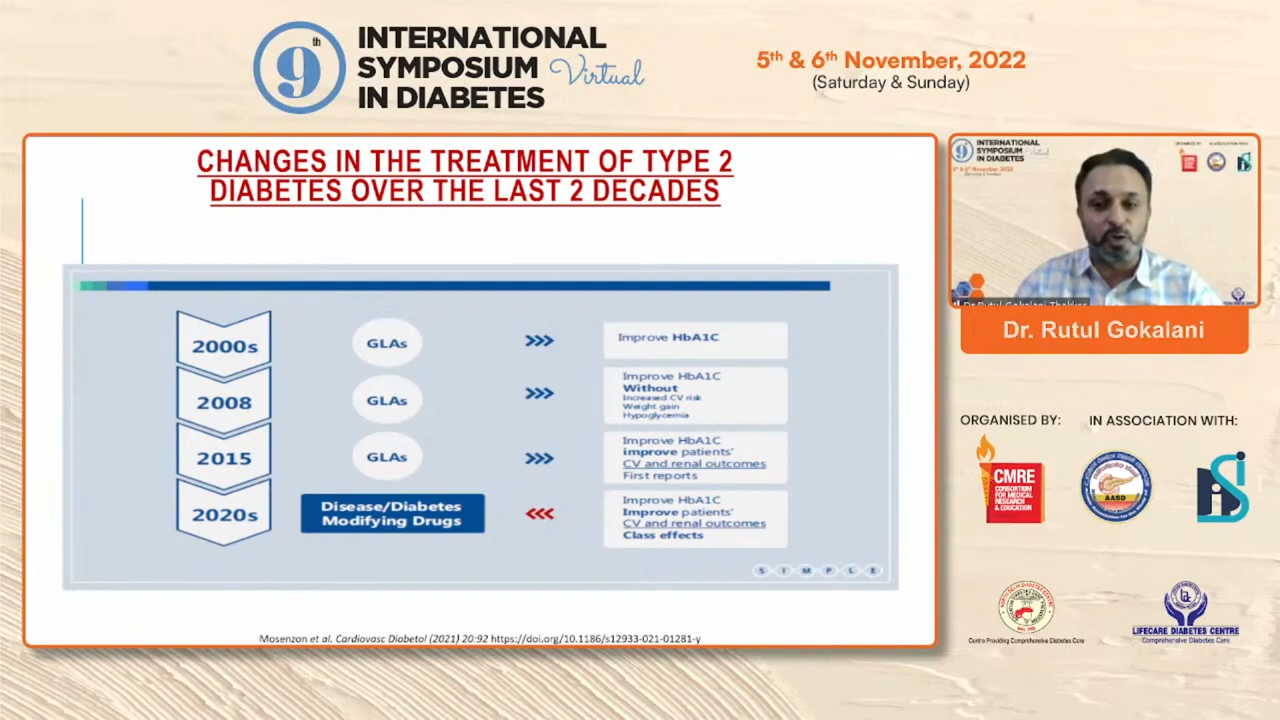 9th
INTERNATIONAL
SYMPOSIUM Virtual
IN DIABETES
5th & 6th November, 2022
(Saturday & Sunday)
CHANGES IN THE TREATMENT OF TYPE 2
DIABETES OVER THE LAST 2 DECADES
2000s
GLAs
>>>
Improve HbA1C
2008
GLAs
>>>
Improve HbA1C
Without
Increased CV risk
Weight gain
Hypoglycemia
2015
GLAs
>>>
Improve HbA1C
improve patients'
CV and renal outcomes
First reports
2020s
Disease/Diabetes
Modifying Drugs
<<<
Improve HbA1C
Improve patients'
CV and renal outcomes
Class effects
S I M P L E
Mosenzon et al. Cardiovasc Diabetol (2021) 20:92 https://doi.org/10.1186/s12933-021-01281-y
9
INTERNATIONAL
SYMPOSIUM
IN DIABETES
Dr. Rutul Gokalani
ORGANISED BY:
IN ASSOCIATION WITH:
CMRE
CONSORTIUM
FOR MEDICAL
RESEARCH
& EDUCATION
AASD
Centre Providing Comprehensive Diabetes Care
LIFECARE DIABETES CENTRE
Comprehensive Diabetes Care